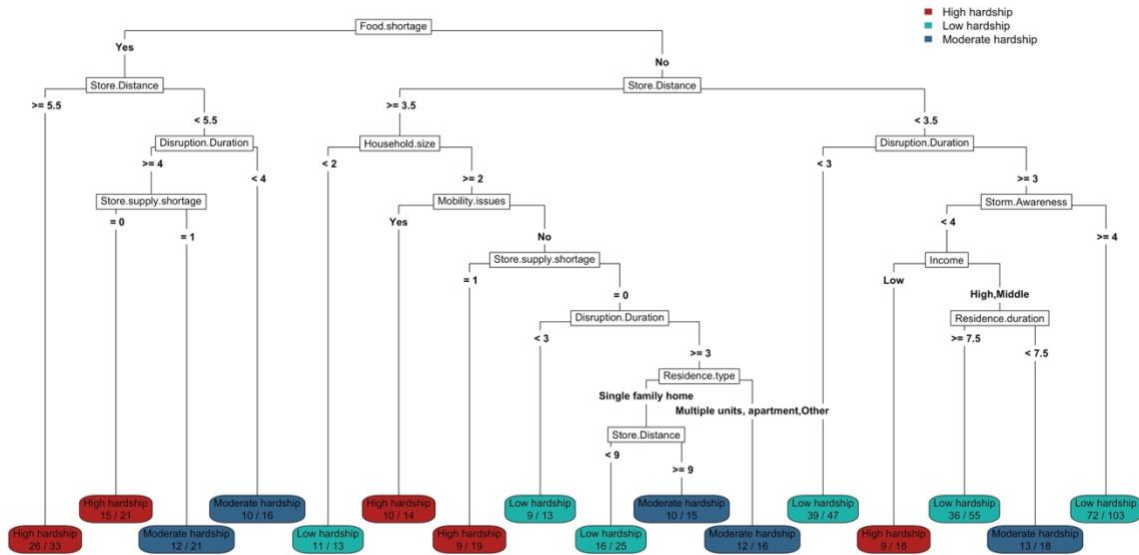 High hardship
Low hardship
Moderate hardship
Food.shortage
Yes
No
Store.Distance
Store.Distance
>= 5.5
< 5.5
>= 3.5
< 3.5
Disruption.Duration
Household.size
Disruption.Duration
>= 4
< 4
< 2
>= 2
< 3
>= 3
Store.supply.shortage
Mobility.issues
Storm.Awareness
= 0
= 1
Yes
No
< 4
>= 4
Store.supply.shortage
Income
= 1
= 0
Low
High,Middle
Disruption.Duration
Residence.duration
< 3
>= 3
>= 7.5
< 7.5
Residence.type
Single family home
Multiple units, apartment,Other
Store.Distance
< 9
>= 9
High hardship
15 / 21
Moderate hardship
10 / 16
High hardship
10 / 14
Low hardship
9 / 13
Moderate hardship
10 / 15
Low hardship
39 / 47
Low hardship
36 / 55
Low hardship
72 / 103
High hardship
26 / 33
Moderate hardship
12 / 21
Low hardship
11 / 13
High hardship
9 / 19
Low hardship
16 / 25
Moderate hardship
12 / 16
High hardship
9 / 18
Moderate hardship
13 / 18